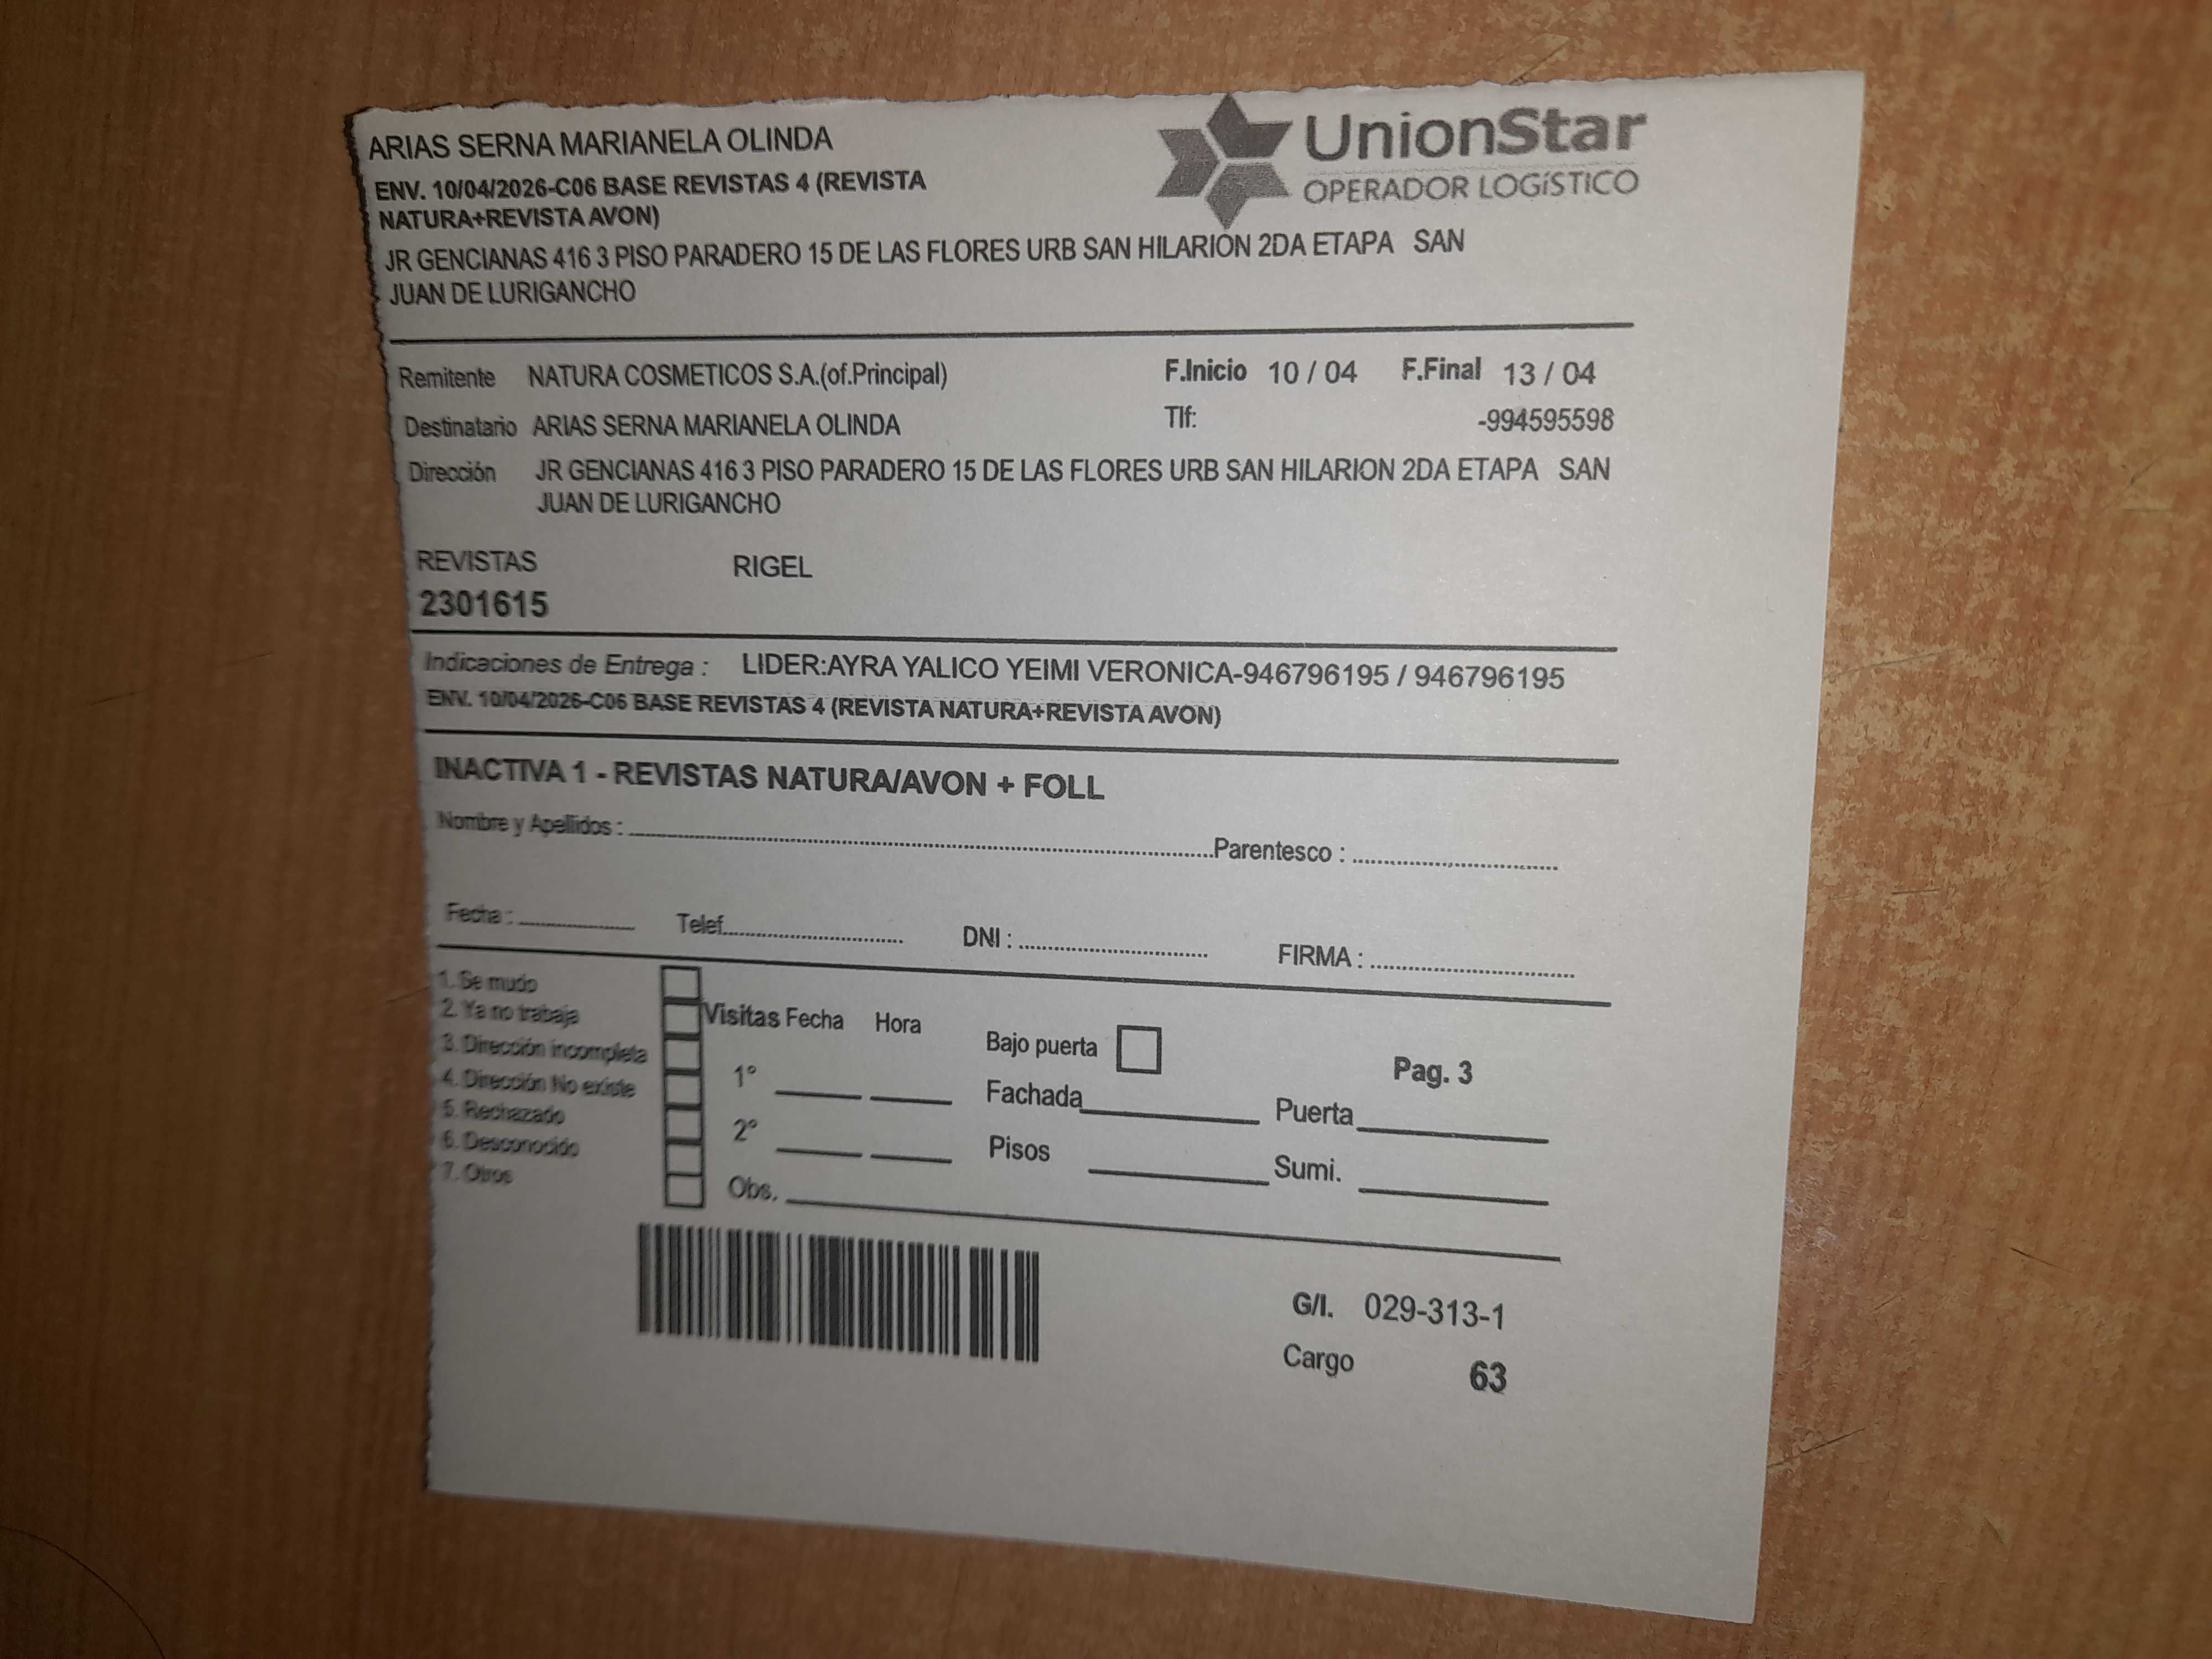 ARIAS SERNA MARIANELA OLINDA
UnionStar
OPERADOR LOGíSTICO
ENV. 10/04/2026-C06 BASE REVISTAS 4 (REVISTA
NATURA+REVISTA AVON)
JR GENCIANAS 416 3 PISO PARADERO 15 DE LAS FLORES URB SAN HILARION 2DA ETAPA SAN
JUAN DE LURIGANCHO
Remitente NATURA COSMETICOS S.A.(of.Principal) F.Inicio 10 / 04 F.Final 13 / 04
Destinatario ARIAS SERNA MARIANELA OLINDA Tlf: -994595598
Dirección JR GENCIANAS 416 3 PISO PARADERO 15 DE LAS FLORES URB SAN HILARION 2DA ETAPA SAN
JUAN DE LURIGANCHO
REVISTAS RIGEL
2301615
Indicaciones de Entrega : LIDER:AYRA YALICO YEIMI VERONICA-946796195 / 946796195
ENV. 10/04/2026-C06 BASE REVISTAS 4 (REVISTA NATURA+REVISTA AVON)
INACTIVA 1 - REVISTAS NATURA/AVON + FOLL
Nombre y Apellidos : Parentesco :
Fecha : Telef. DNI : FIRMA :
1. Se mudo
2. Ya no trabaja
3. Dirección incompleta
4. Dirección No existe
5. Rechazado
6. Desconocido
7. Otros
Visitas Fecha Hora
1°
2°
Obs.
Bajo puerta Pag. 3
Fachada Puerta
Pisos Sumi.
G/I. 029-313-1
Cargo 63